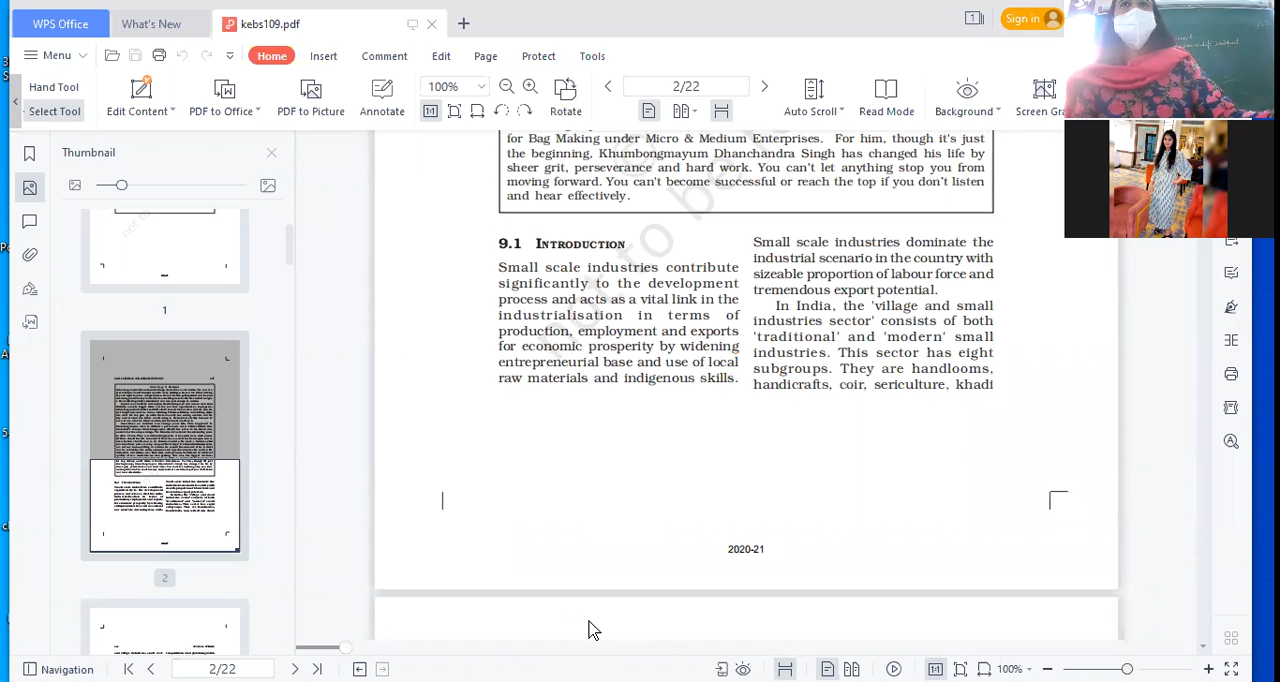 WPS Office
What's New
kebs109.pdf
Sign in
Menu
Home
Insert
Comment
Edit
Page
Protect
Tools
Hand Tool
Select Tool
Edit Content
PDF to Office
PDF to Picture
Annotate
100%
Rotate
2/22
Auto Scroll
Read Mode
Background
Screen Gra
Thumbnail
1
2
for Bag Making under Micro & Medium Enterprises. For him, though it's just
the beginning, Khumbongmayum Dhanchandra Singh has changed his life by
sheer grit, perseverance and hard work. You can't let anything stop you from
moving forward. You can't become successful or reach the top if you don't listen
and hear effectively.
9.1 INTRODUCTION
Small scale industries contribute
significantly to the development
process and acts as a vital link in the
industrialisation in terms of
production, employment and exports
for economic prosperity by widening
entrepreneurial base and use of local
raw materials and indigenous skills.
Small scale industries dominate the
industrial scenario in the country with
sizeable proportion of labour force and
tremendous export potential.
In India, the 'village and small
industries sector' consists of both
'traditional' and 'modern' small
industries. This sector has eight
subgroups. They are handlooms,
handicrafts, coir, sericulture, khadi
not to be
2020-21
Navigation
2/22
100%